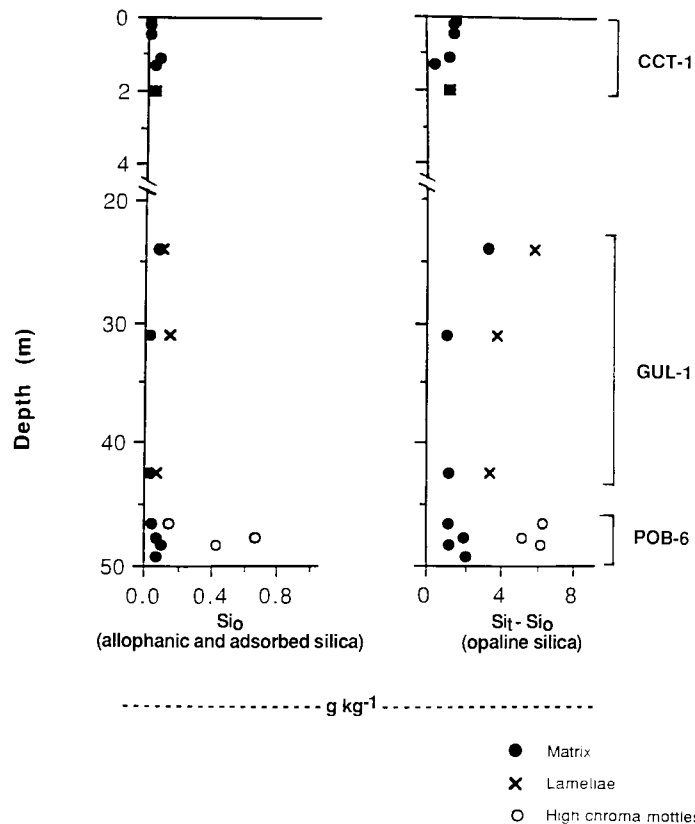 0
2
4
20
30
40
50
Depth (m)
0.0 0.4 0.8
Sio
(allophanic and adsorbed silica)
0 4 8
Sit - Sio
(opaline silica)
CCT-1
GUL-1
POB-6
g kg-1
Matrix
Lameliae
High chroma mottles